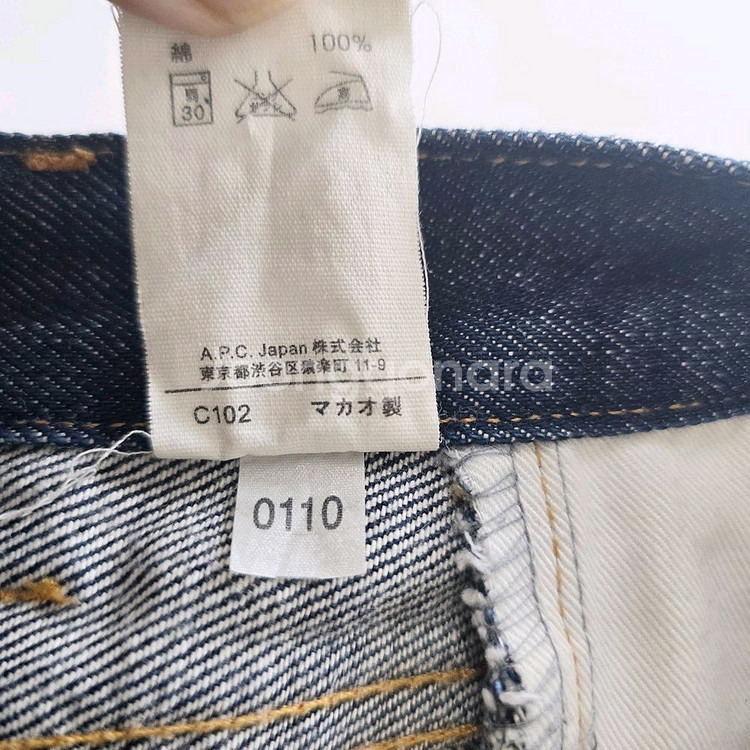 綿 100%
弱
30
高
A.P.C. Japan 株式会社
東京都渋谷区猿楽町 11-9
C102 マカオ製
0110